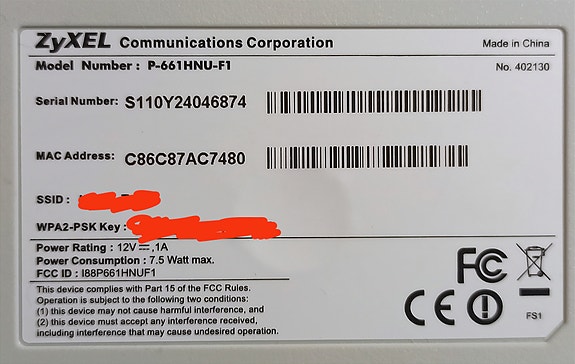 ZyXEL Communications Corporation
Made in China
Model Number : P-661HNU-F1
No. 402130
Serial Number: S110Y24046874
MAC Address: C86C87AC7480
SSID :
WPA2-PSK Key :
Power Rating : 12V⎓,1A
Power Consumption : 7.5 Watt max.
FCC ID : I88P661HNUF1
This device complies with Part 15 of the FCC Rules.
Operation is subject to the following two conditions:
(1) this device may not cause harmful interference, and
(2) this device must accept any interference received,
including interference that may cause undesired operation.
FC
CE
FS1